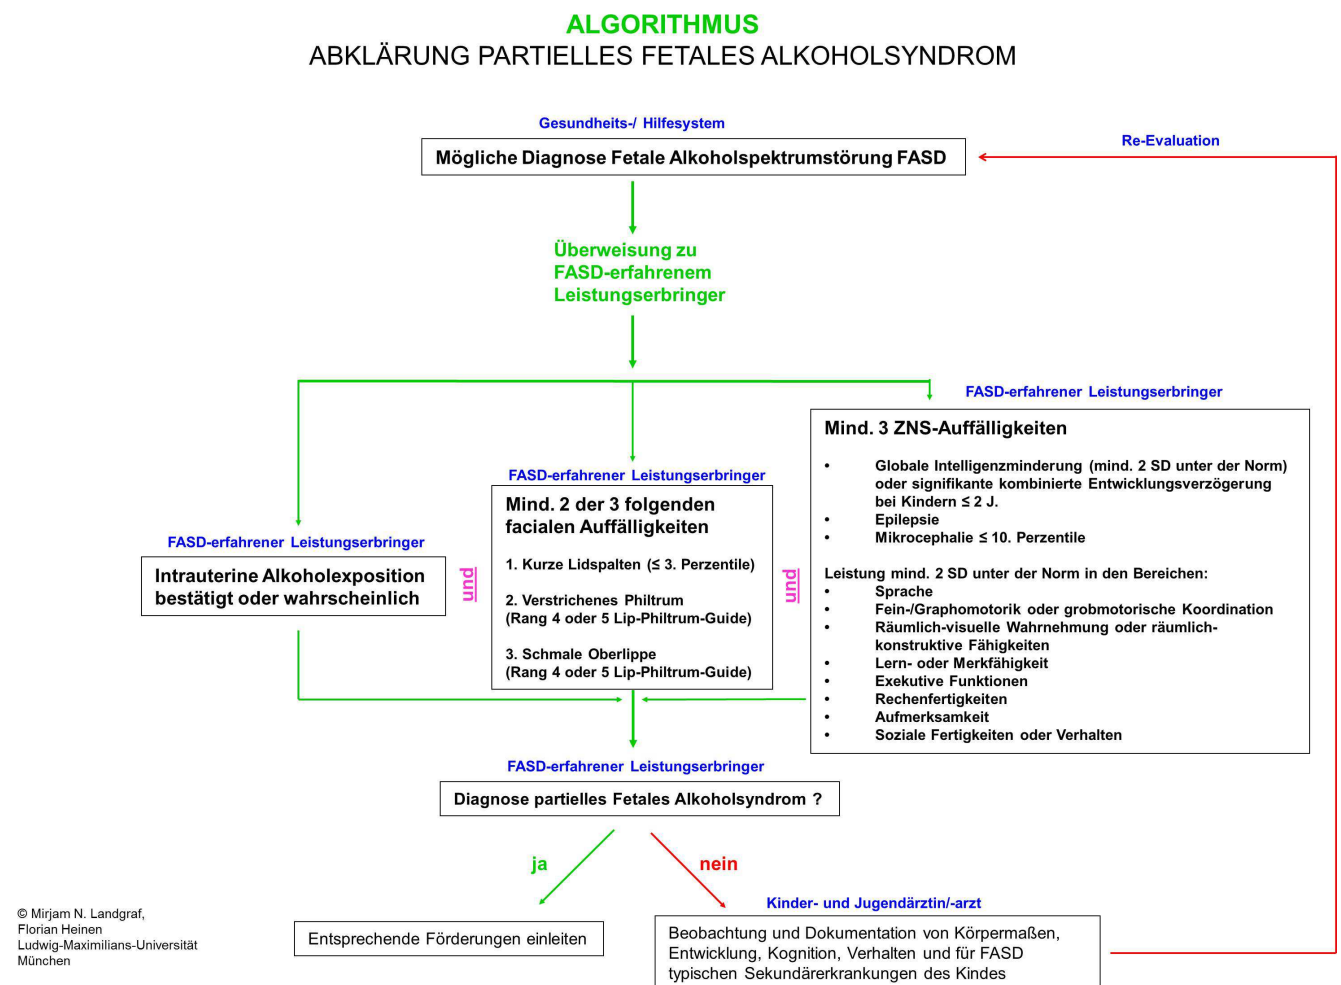 ALGORITHMUS
ABKLÄRUNG PARTIELLES FETALES ALKOHOLSYNDROM
Gesundheits-/ Hilfesystem
Mögliche Diagnose Fetale Alkoholspektrumstörung FASD
Re-Evaluation
Überweisung zu
FASD-erfahrenem
Leistungserbringer
FASD-erfahrener Leistungserbringer
Intrauterine Alkoholexposition
bestätigt oder wahrscheinlich
und
FASD-erfahrener Leistungserbringer
Mind. 2 der 3 folgenden
facialen Auffälligkeiten
1. Kurze Lidspalten (≤ 3. Perzentile)
2. Verstrichenes Philtrum
(Rang 4 oder 5 Lip-Philtrum-Guide)
3. Schmale Oberlippe
(Rang 4 oder 5 Lip-Philtrum-Guide)
und
FASD-erfahrener Leistungserbringer
Mind. 3 ZNS-Auffälligkeiten
• Globale Intelligenzminderung (mind. 2 SD unter der Norm)
oder signifikante kombinierte Entwicklungsverzögerung
bei Kindern ≤ 2 J.
• Epilepsie
• Mikrocephalie ≤ 10. Perzentile
Leistung mind. 2 SD unter der Norm in den Bereichen:
• Sprache
• Fein-/Graphomotorik oder grobmotorische Koordination
• Räumlich-visuelle Wahrnehmung oder räumlich-
konstruktive Fähigkeiten
• Lern- oder Merkfähigkeit
• Exekutive Funktionen
• Rechenfertigkeiten
• Aufmerksamkeit
• Soziale Fertigkeiten oder Verhalten
FASD-erfahrener Leistungserbringer
Diagnose partielles Fetales Alkoholsyndrom ?
ja
nein
Entsprechende Förderungen einleiten
Kinder- und Jugendärztin/-arzt
Beobachtung und Dokumentation von Körpermaßen,
Entwicklung, Kognition, Verhalten und für FASD
typischen Sekundärerkrankungen des Kindes
© Mirjam N. Landgraf,
Florian Heinen
Ludwig-Maximilians-Universität
München